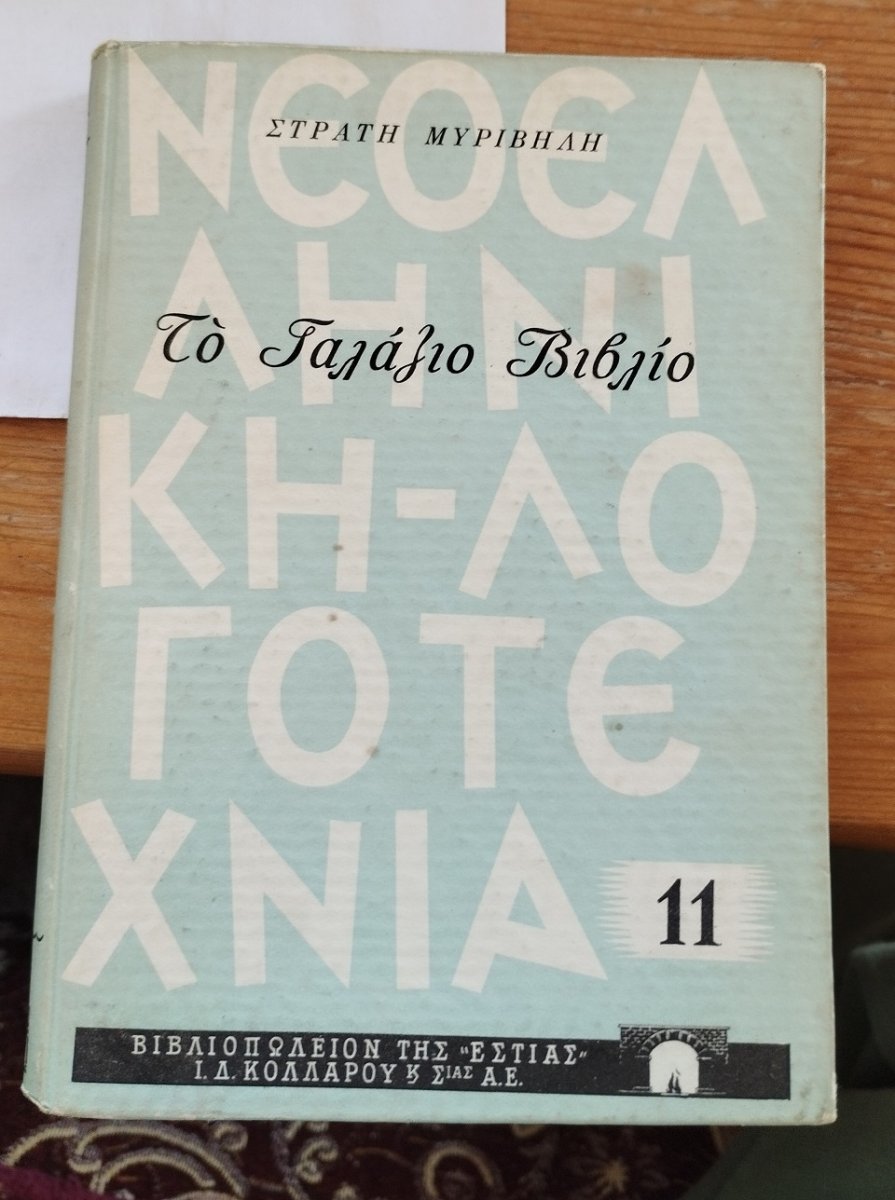 ΣΤΡΑΤΗ ΜΥΡΙΒΗΛΗ
Τὸ Γαλάζιο Βιβλίο
ΝΕΟΕΛ
ΛΗΝΙ
ΚΗ-ΛΟ
ΓΟΤΕ
ΧΝΙΑ
11
ΒΙΒΛΙΟΠΩΛΕΙΟΝ ΤΗΣ "ΕΣΤΙΑΣ"
Ι.Δ. ΚΟΛΛΑΡΟΥ ϗ ΣΙΑΣ Α.Ε.